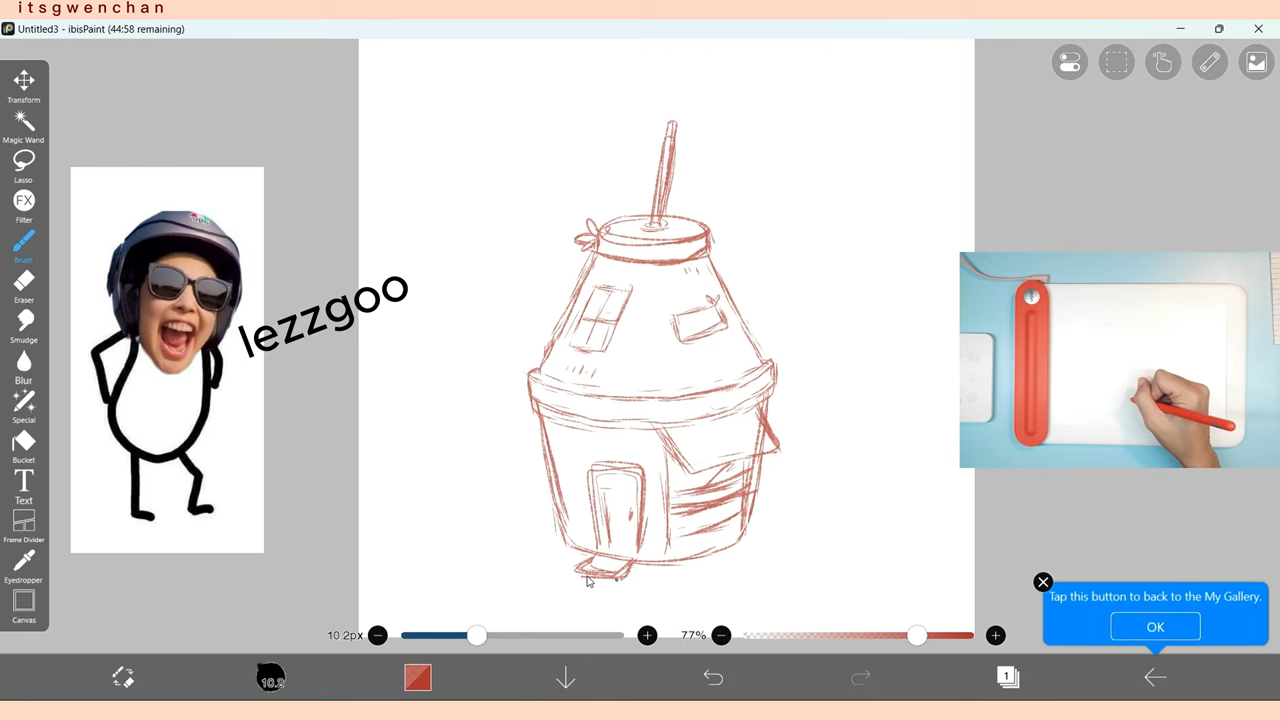 itsgwenchan
Untitled3 - ibisPaint (44:58 remaining)
Transform
Magic Wand
Lasso
FX
Filter
Brush
Eraser
Smudge
Blur
Special
Bucket
T
Text
Frame Divider
Eyedropper
Canvas
lezzgoo
Tap this button to back to the My Gallery.
OK
10.2px
77%
10.2
1